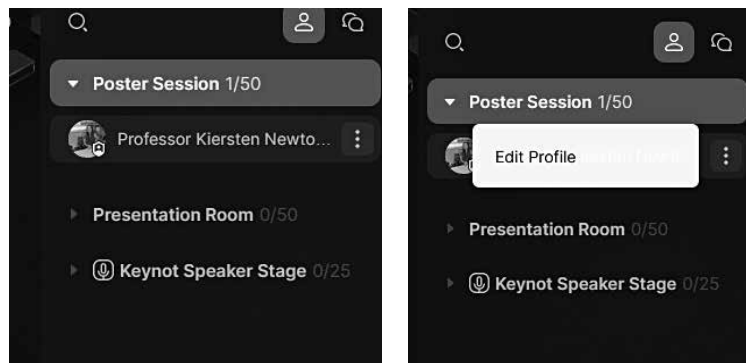 Poster Session 1/50
Professor Kiersten Newto...
Presentation Room 0/50
Keynot Speaker Stage 0/25
Poster Session 1/50
Edit Profile
Presentation Room 0/50
Keynot Speaker Stage 0/25